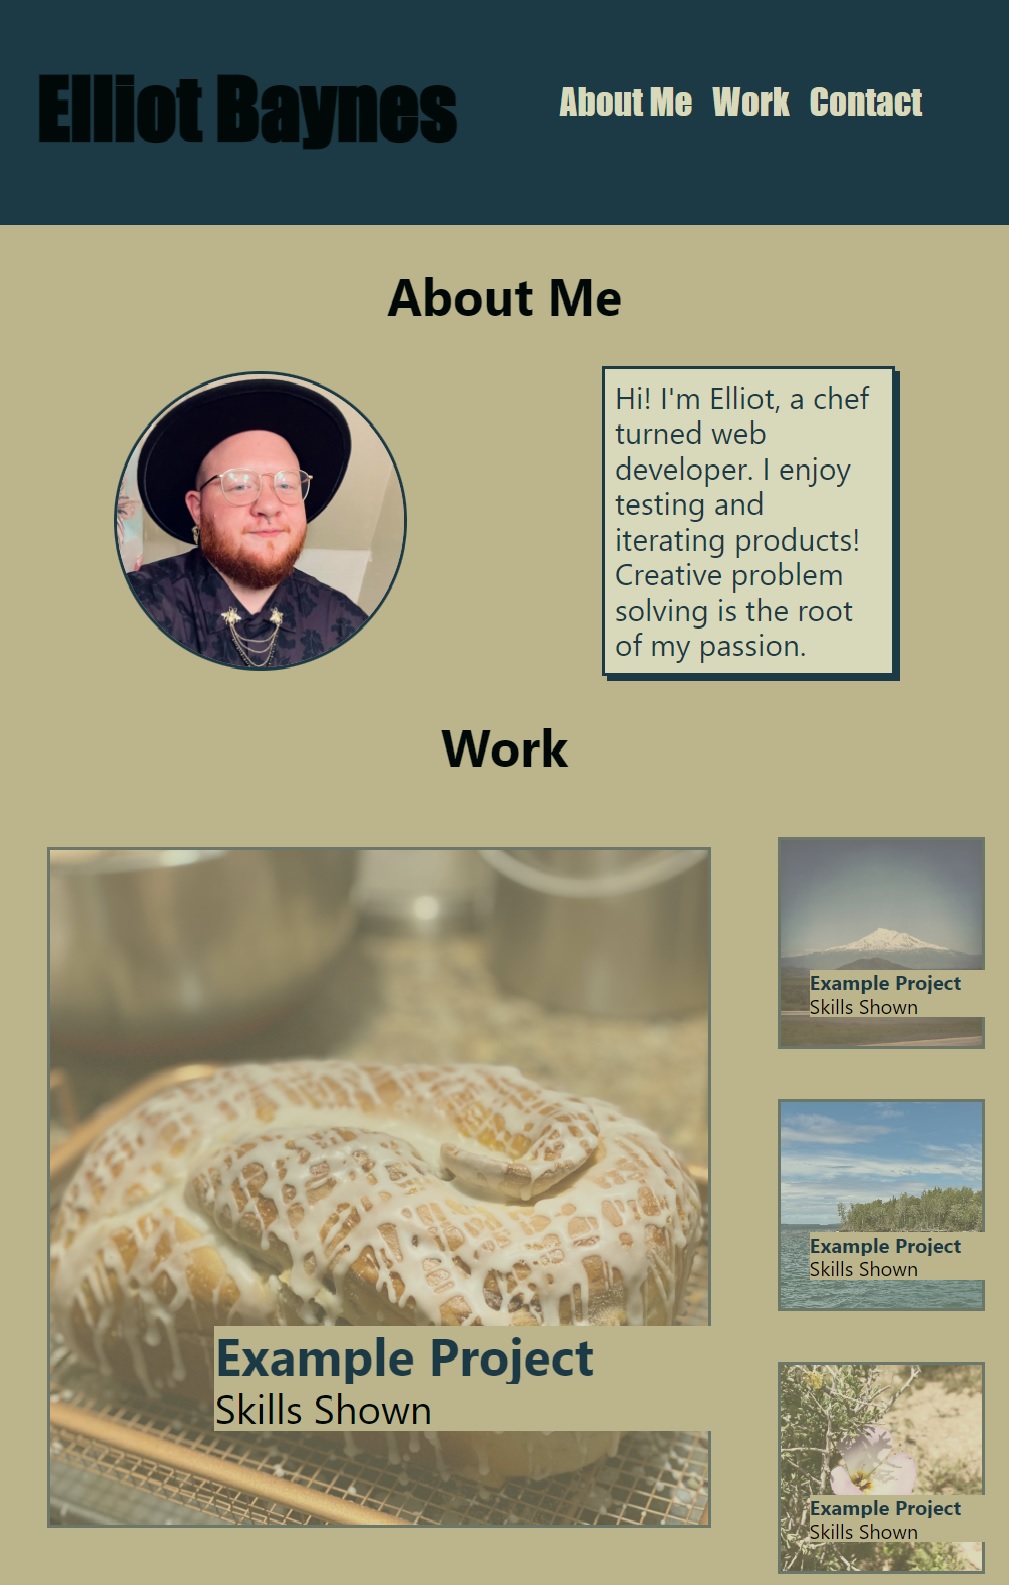 Elliot Baynes
About Me Work Contact
About Me
Hi! I'm Elliot, a chef
turned web
developer. I enjoy
testing and
iterating products!
Creative problem
solving is the root
of my passion.
Work
Example Project
Skills Shown
Example Project
Skills Shown
Example Project
Skills Shown
Example Project
Skills Shown